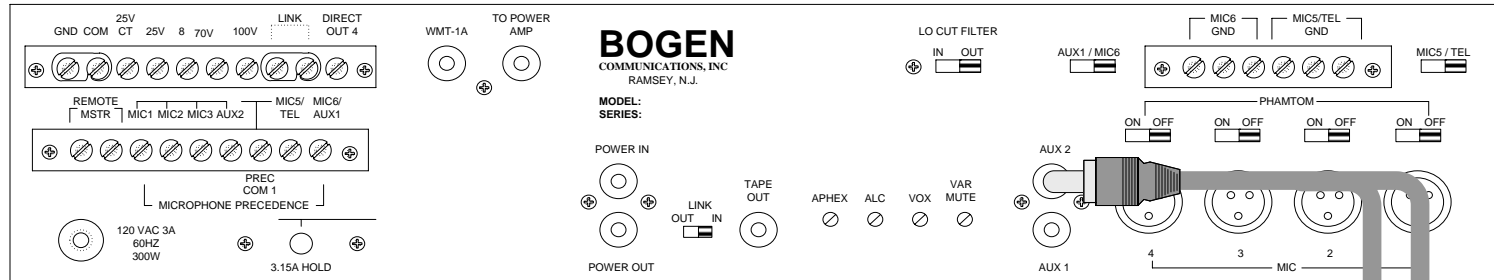 25V CT
GND COM 25V 8 70V 100V
LINK
DIRECT OUT 4
WMT-1A
TO POWER AMP
BOGEN
COMMUNICATIONS, INC
RAMSEY, N.J.
MODEL:
SERIES:
LO CUT FILTER
IN OUT
AUX1 / MIC6
MIC6 GND
MIC5/TEL GND
MIC5 / TEL
REMOTE MSTR
MIC1 MIC2 MIC3 AUX2
MIC5/ TEL
MIC6/ AUX1
PREC COM 1
MICROPHONE PRECEDENCE
120 VAC 3A
60HZ
300W
3.15A HOLD
POWER IN
POWER OUT
LINK
OUT IN
TAPE OUT
APHEX
ALC
VOX
VAR MUTE
PHAMTOM
ON OFF
ON OFF
ON OFF
ON OFF
AUX 2
AUX 1
4 3 2
MIC